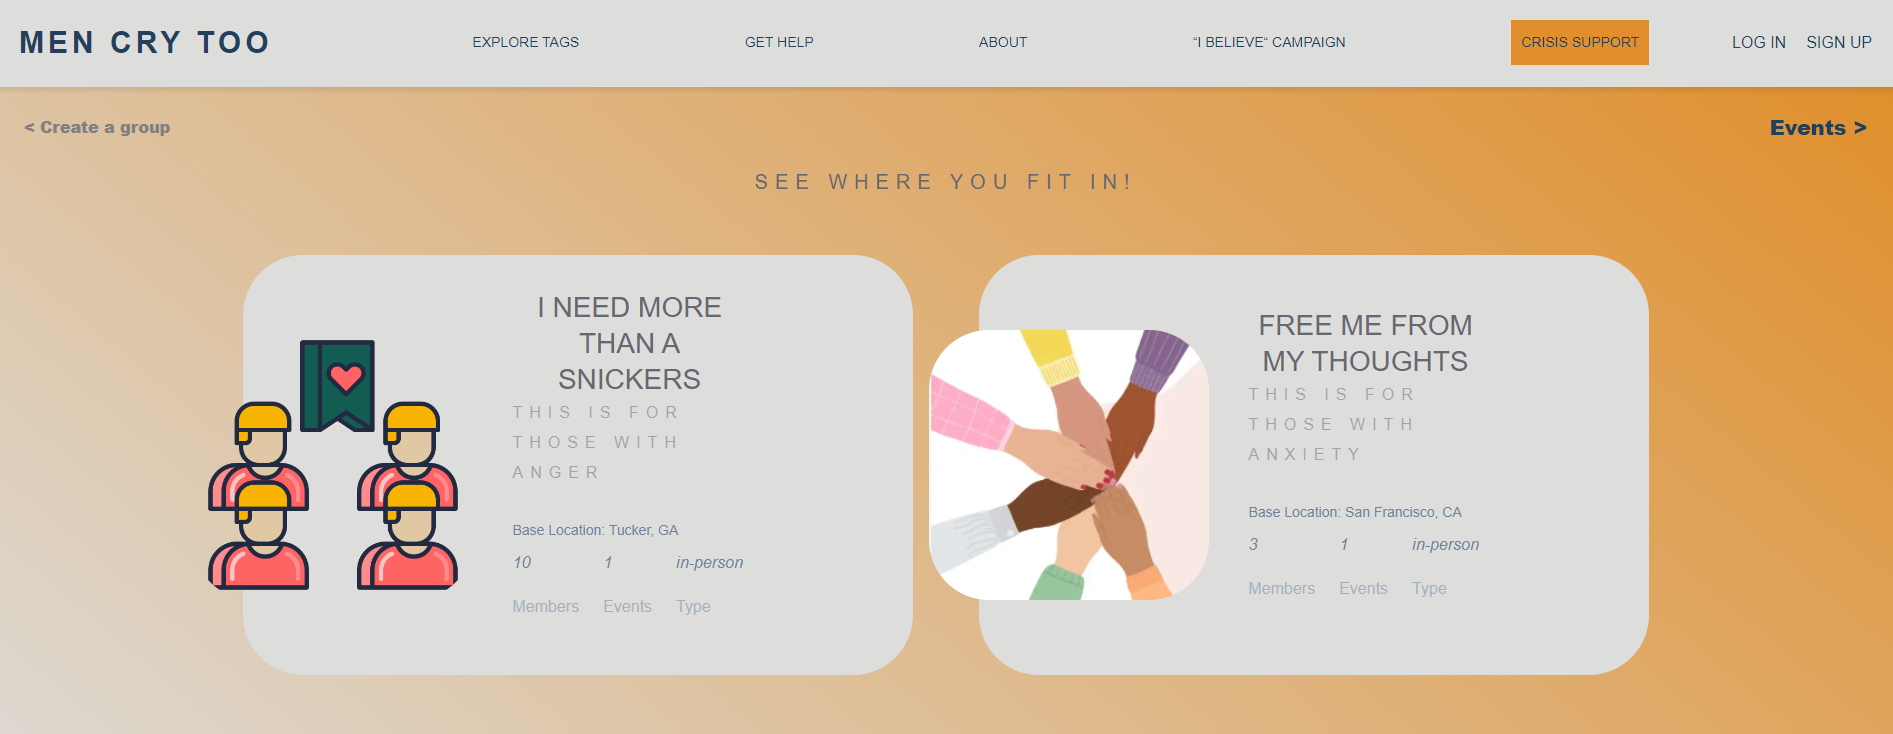 MEN CRY TOO
EXPLORE TAGS
GET HELP
ABOUT
“I BELIEVE“ CAMPAIGN
CRISIS SUPPORT
LOG IN
SIGN UP
< Create a group
Events >
SEE WHERE YOU FIT IN!
I NEED MORE
THAN A
SNICKERS
THIS IS FOR
THOSE WITH
ANGER
Base Location: Tucker, GA
10 1 in-person
Members Events Type
FREE ME FROM
MY THOUGHTS
THIS IS FOR
THOSE WITH
ANXIETY
Base Location: San Francisco, CA
3 1 in-person
Members Events Type